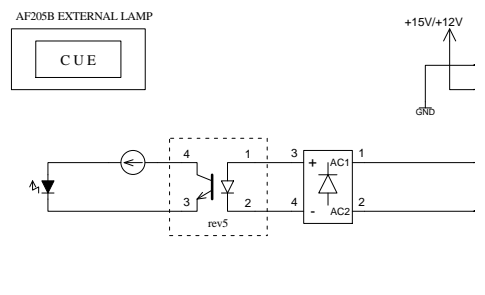 AF205B EXTERNAL LAMP
CUE
+15V/+12V
GND
4 1 3 + AC1 1
3 2 4 - AC2 2
rev5